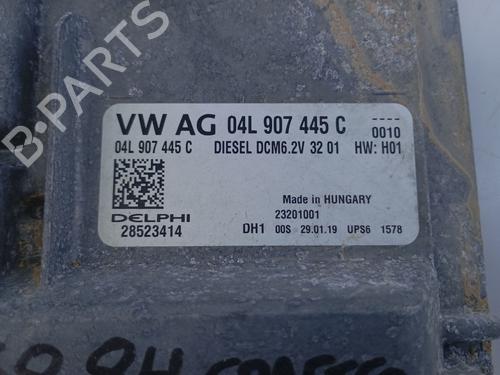 B-PARTS
VW AG 04L 907 445 C
----
0010
04L 907 445 C DIESEL DCM6.2V 32 01 HW: H01
Made in HUNGARY
23201001
DELPHI
28523414
DH1 00S 29.01.19 UPS6 1578